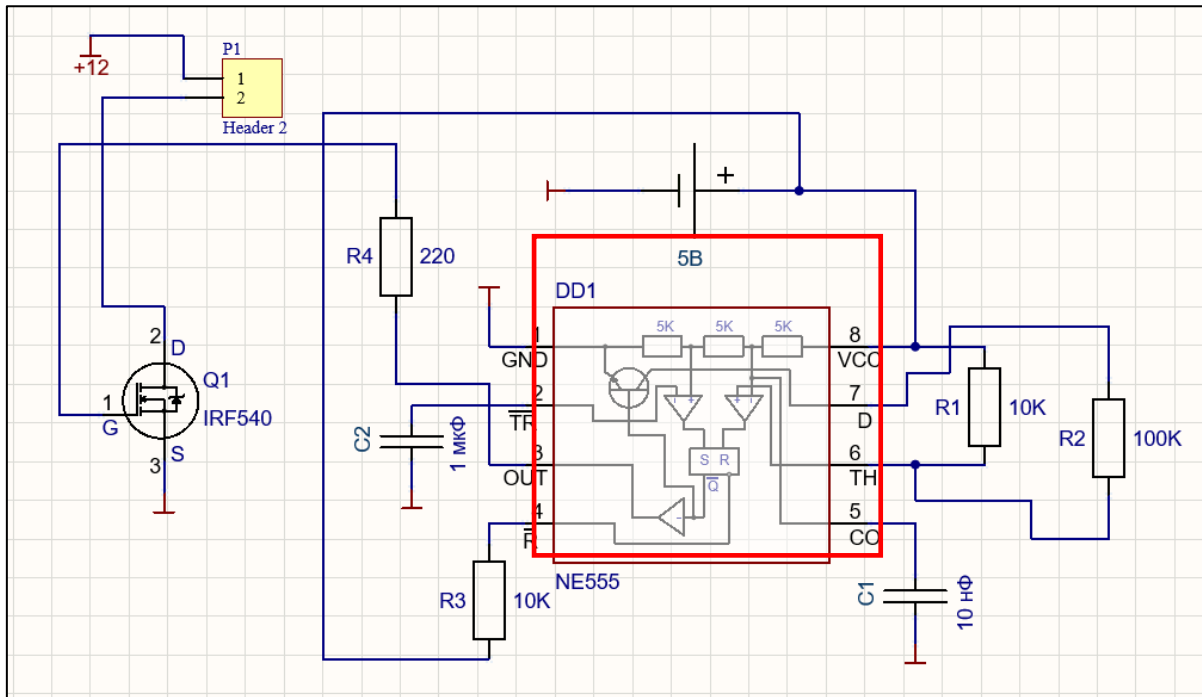 +12
P1
1
2
Header 2
+
5В
R4
220
DD1
5K
5K
5K
1
GND
8
VCC
2
D
Q1
1
G
IRF540
S
3
2
TR
C2
1 мкФ
7
D
R1
10K
R2
100K
3
OUT
S R
Q
6
TH
4
R
5
CO
R3
10K
NE555
C1
10 нФ